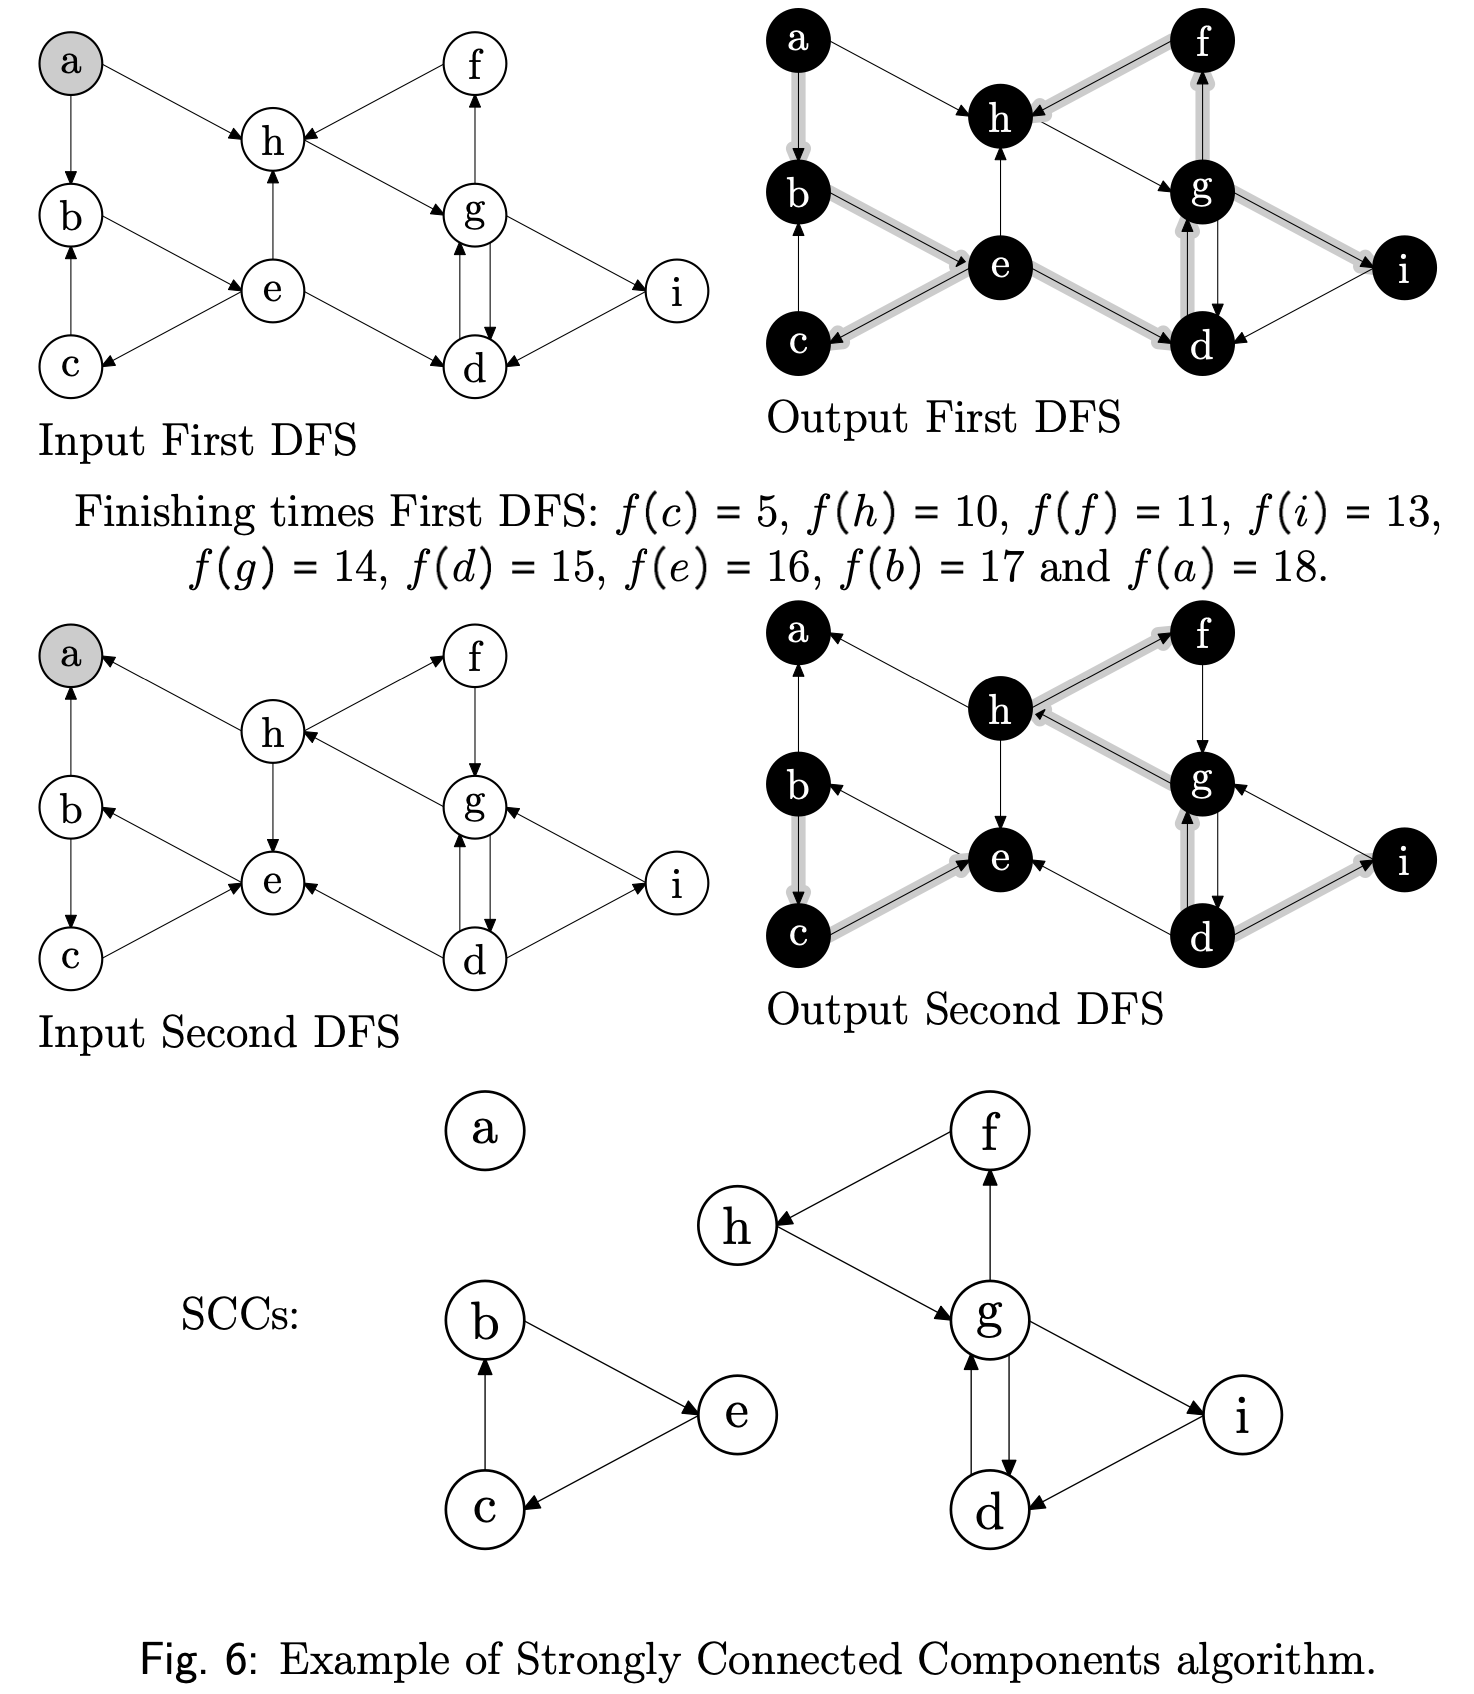 a
f
h
b
g
e
i
c
d
Input First DFS
a
f
h
b
g
e
i
c
d
Output First DFS
Finishing times First DFS: f(c) = 5, f(h) = 10, f(f) = 11, f(i) = 13,
f(g) = 14, f(d) = 15, f(e) = 16, f(b) = 17 and f(a) = 18.
a
f
h
b
g
e
i
c
d
Input Second DFS
a
f
h
b
g
e
i
c
d
Output Second DFS
a
f
h
SCCs:
b
g
e
i
c
d
Fig. 6: Example of Strongly Connected Components algorithm.